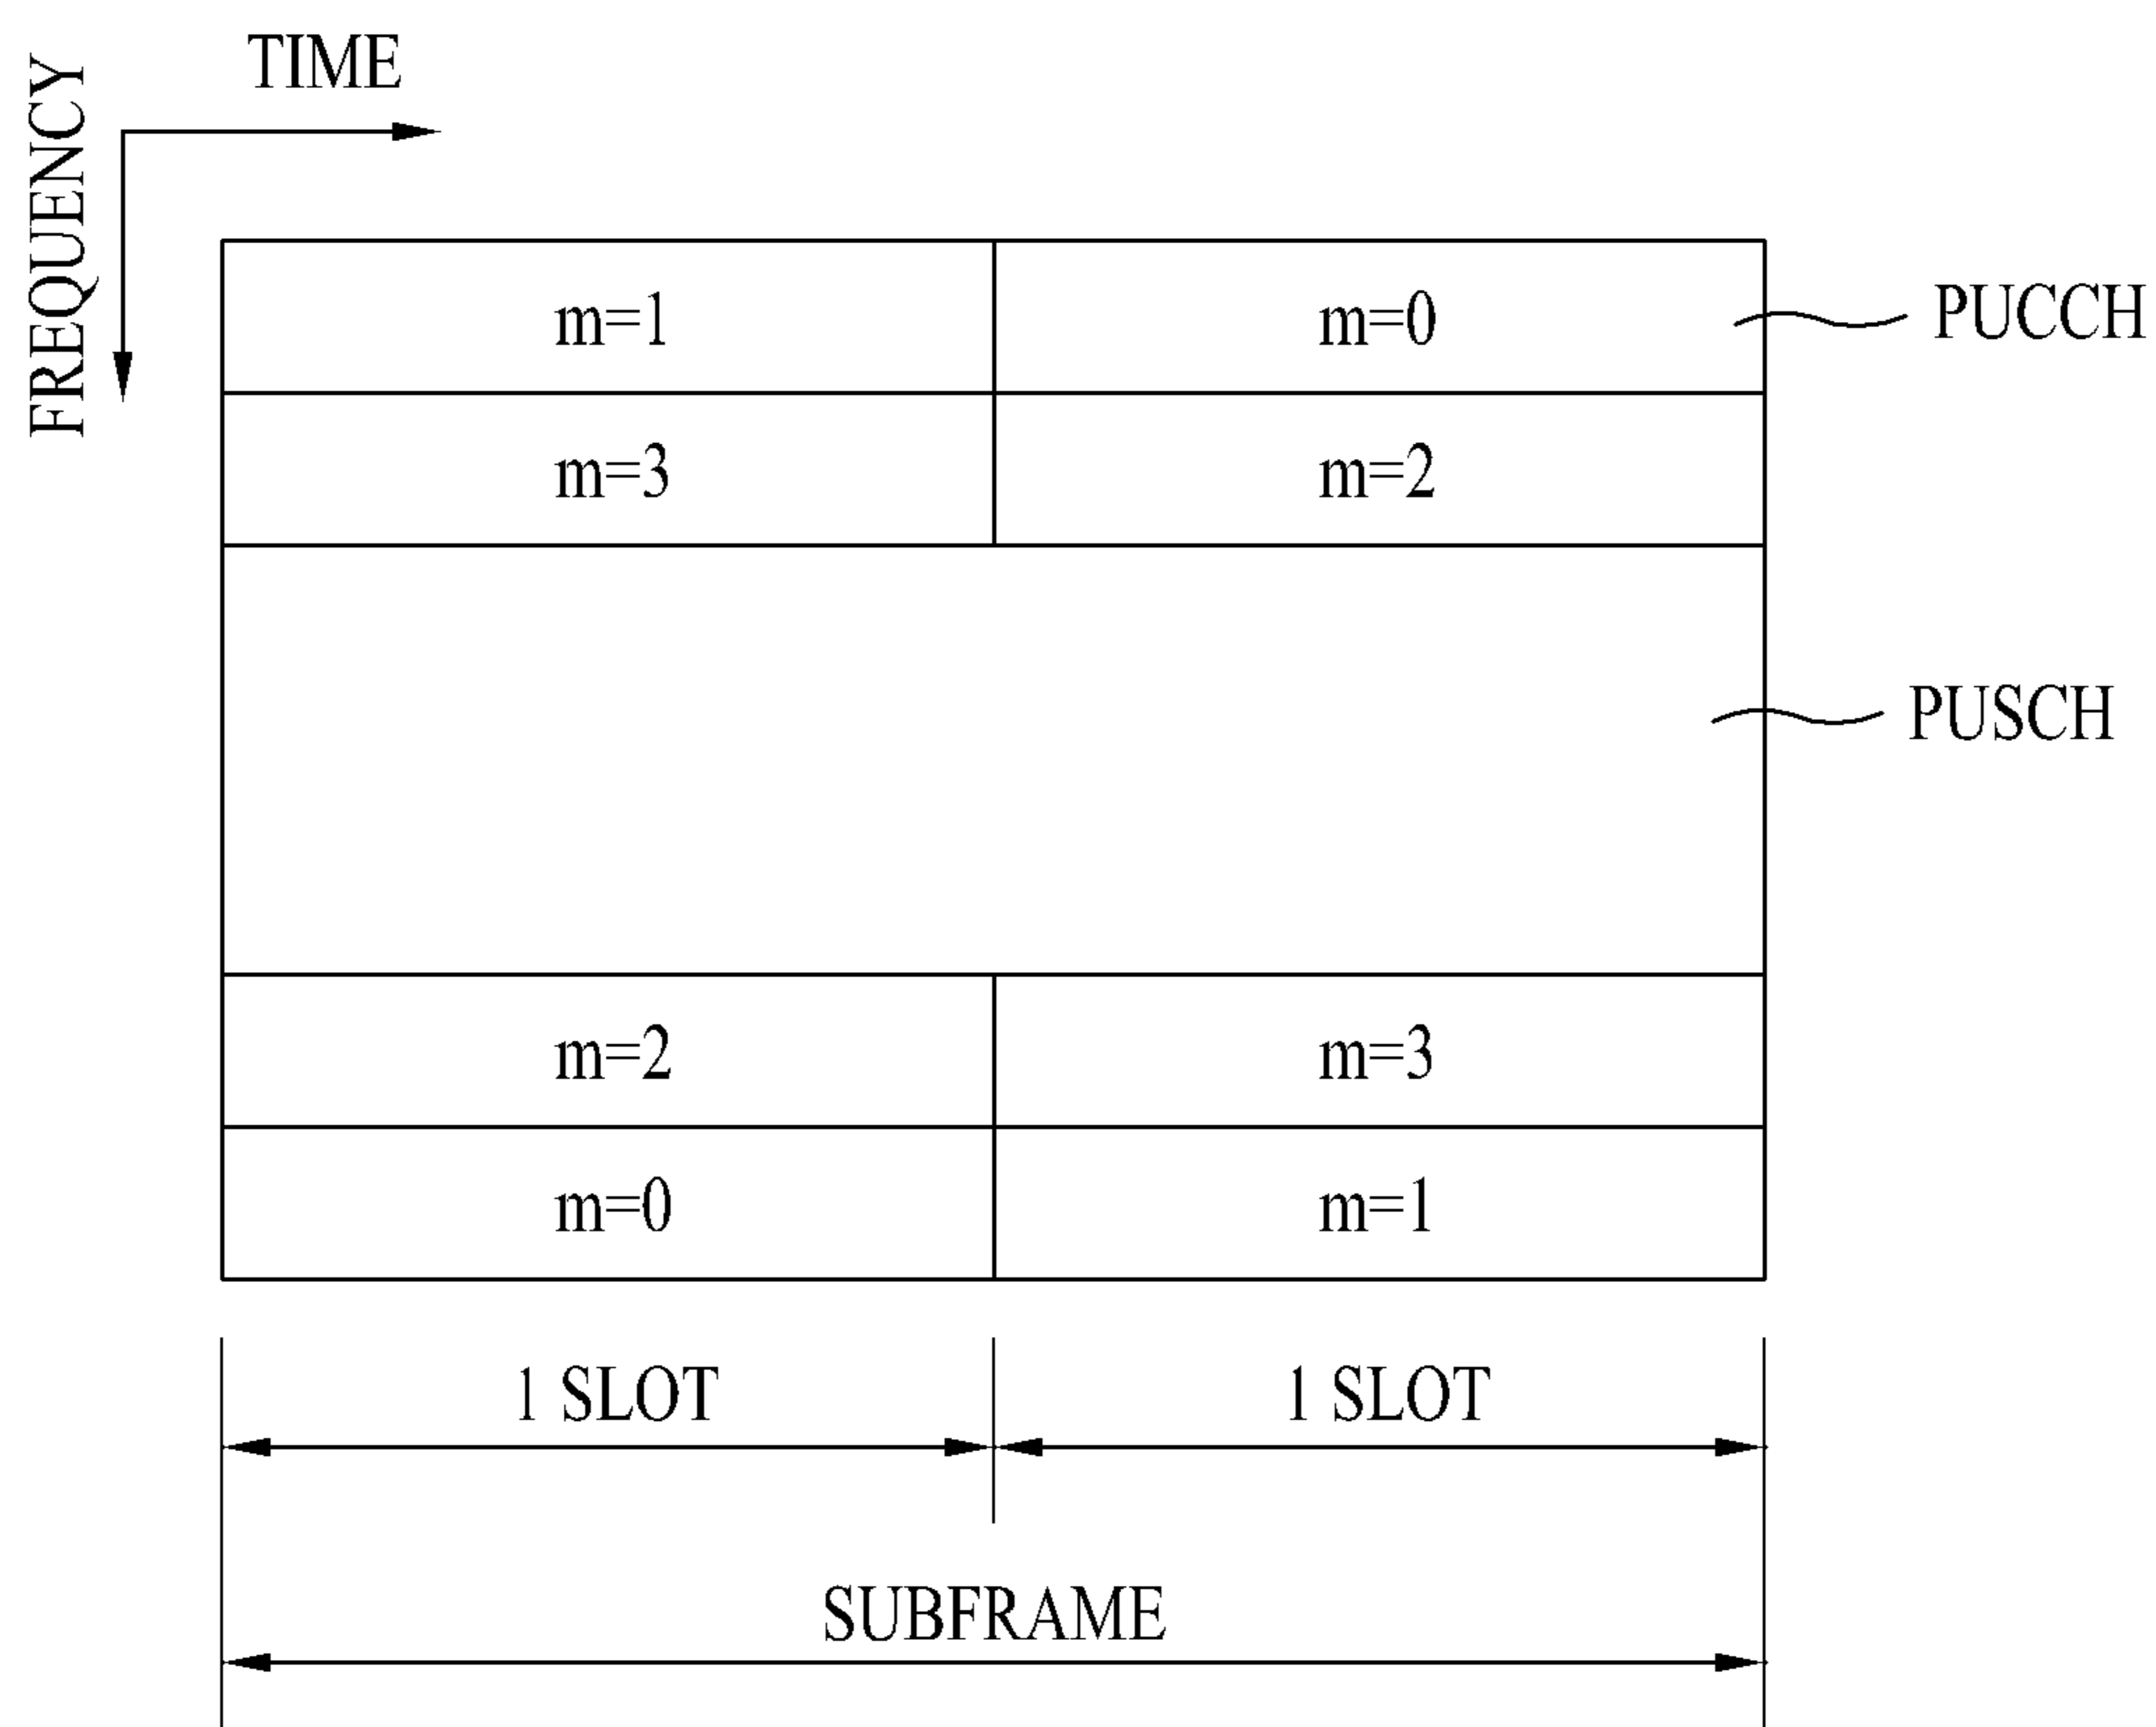 TIME
FREQUENCY
m=1 m=0 PUCCH
m=3 m=2
PUSCH
m=2 m=3
m=0 m=1
1 SLOT 1 SLOT
SUBFRAME